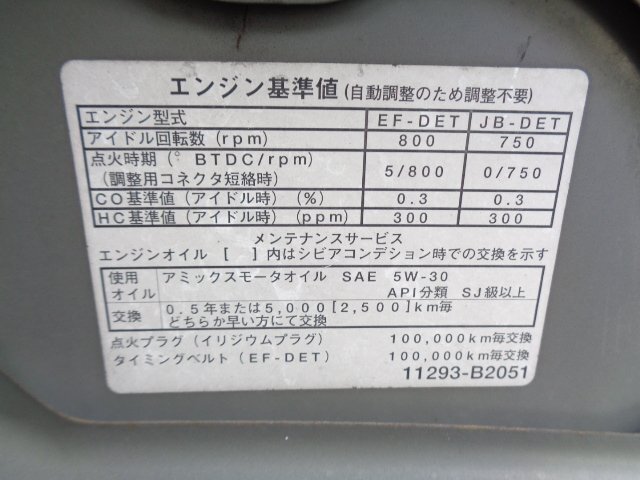 エンジン基準値 (自動調整のため調整不要)
エンジン型式 EF-DET JB-DET
アイドル回転数 (rpm) 800 750
点火時期 (° BTDC/rpm)
(調整用コネクタ短絡時) 5/800 0/750
CO基準値 (アイドル時) (%) 0.3 0.3
HC基準値 (アイドル時) (ppm) 300 300
メンテナンスサービス
エンジンオイル [ ] 内はシビアコンデション時での交換を示す
使用 アミックスモータオイル SAE 5W-30
オイル API分類 SJ級以上
交換 0.5年または5,000[2,500]km毎
どちらか早い方にて交換
点火プラグ (イリジウムプラグ) 100,000km毎交換
タイミングベルト (EF-DET) 100,000km毎交換
11293-B2051